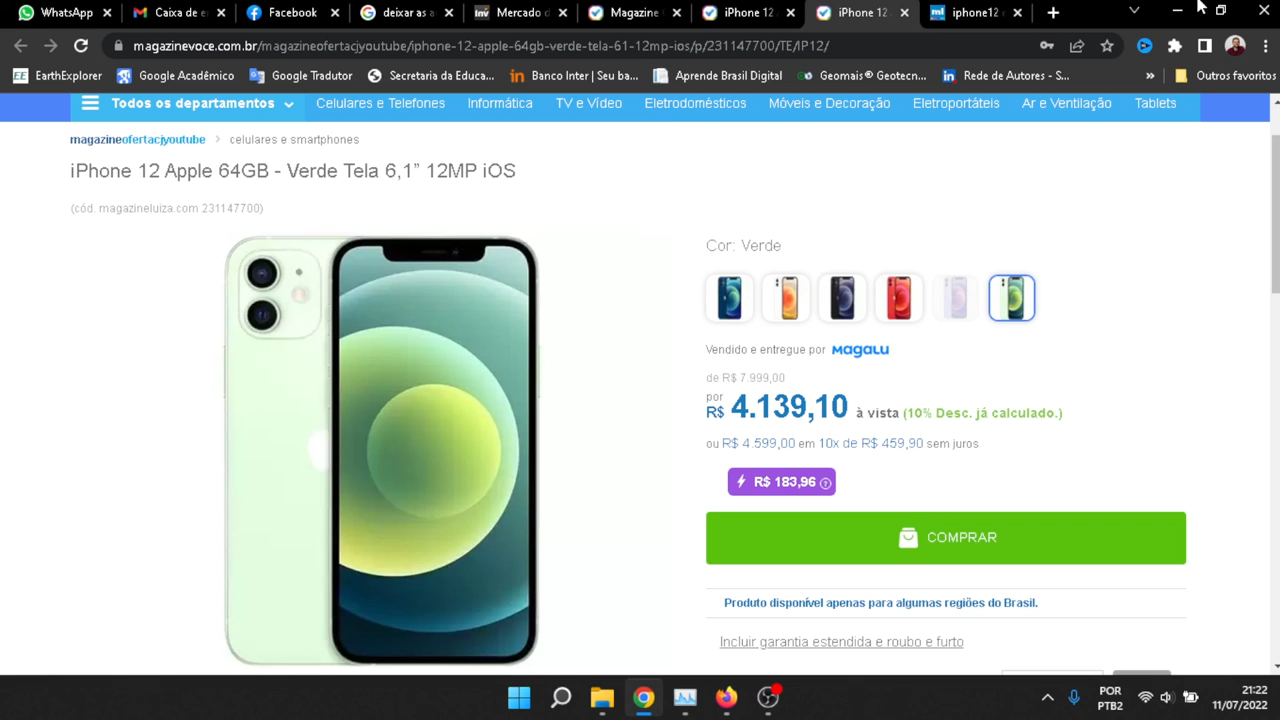 WhatsApp
Caixa de e
Facebook
deixar as a
Mercado d
Magazine
iPhone 12
iPhone 12
iphone12
magazinevoce.com.br/magazineofertacjyoutube/iphone-12-apple-64gb-verde-tela-61-12mp-ios/p/231147700/TE/IP12/
EarthExplorer
Google Acadêmico
Google Tradutor
Secretaria da Educa...
Banco Inter | Seu ba...
Aprende Brasil Digital
Geomais® Geotecn...
Rede de Autores - S...
»
Outros favoritos
Todos os departamentos
Celulares e Telefones
Informática
TV e Vídeo
Eletrodomésticos
Móveis e Decoração
Eletroportáteis
Ar e Ventilação
Tablets
magazineofertacjyoutube > celulares e smartphones
iPhone 12 Apple 64GB - Verde Tela 6,1” 12MP iOS
(cód. magazineluiza.com 231147700)
Cor: Verde
Vendido e entregue por MAGALU
de R$ 7.999,00
por
R$ 4.139,10 à vista (10% Desc. já calculado.)
ou R$ 4.599,00 em 10x de R$ 459,90 sem juros
R$ 183,96 ?
COMPRAR
Produto disponível apenas para algumas regiões do Brasil.
Incluir garantia estendida e roubo e furto
POR
PTB2
21:22
11/07/2022